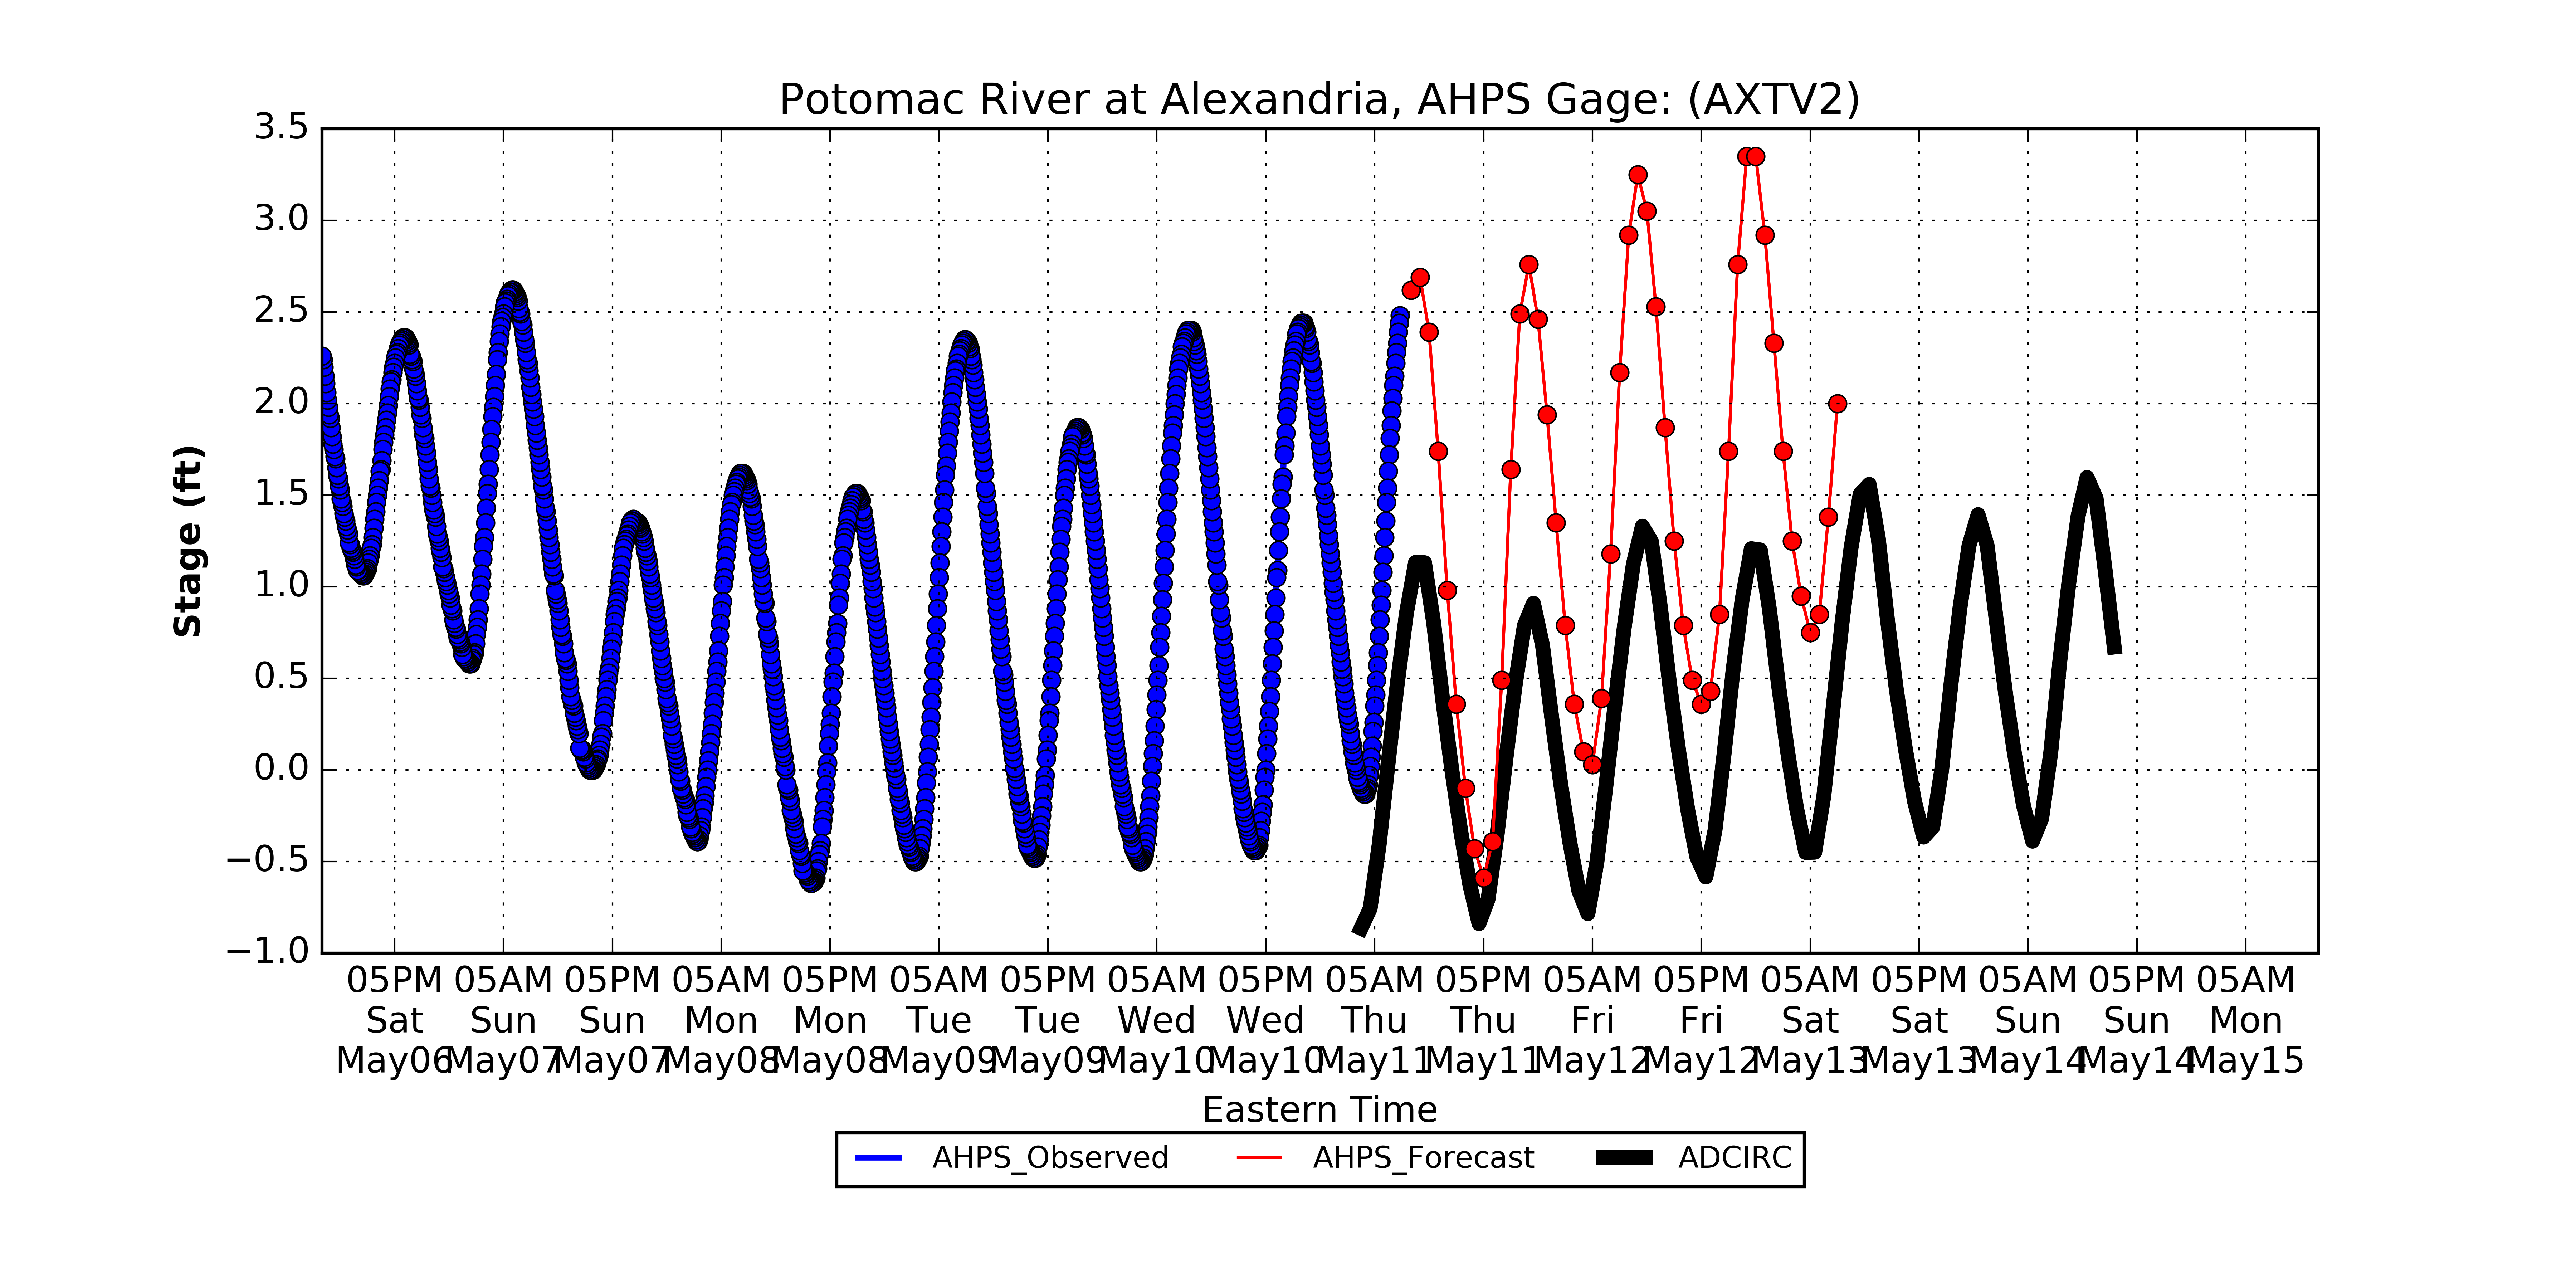 Potomac River at Alexandria, AHPS Gage: (AXTV2)
3.5
3.0
2.5
2.0
1.5
1.0
0.5
0.0
−0.5
−1.0
Stage (ft)
05PM 05AM 05PM 05AM 05PM 05AM 05PM 05AM 05PM 05AM 05PM 05AM 05PM 05AM 05PM 05AM 05PM 05AM
Sat Sun Sun Mon Mon Tue Tue Wed Wed Thu Thu Fri Fri Sat Sat Sun Sun Mon
May06 May07 May07 May08 May08 May09 May09 May10 May10 May11 May11 May12 May12 May13 May13 May14 May14 May15
Eastern Time
AHPS_Observed AHPS_Forecast ADCIRC